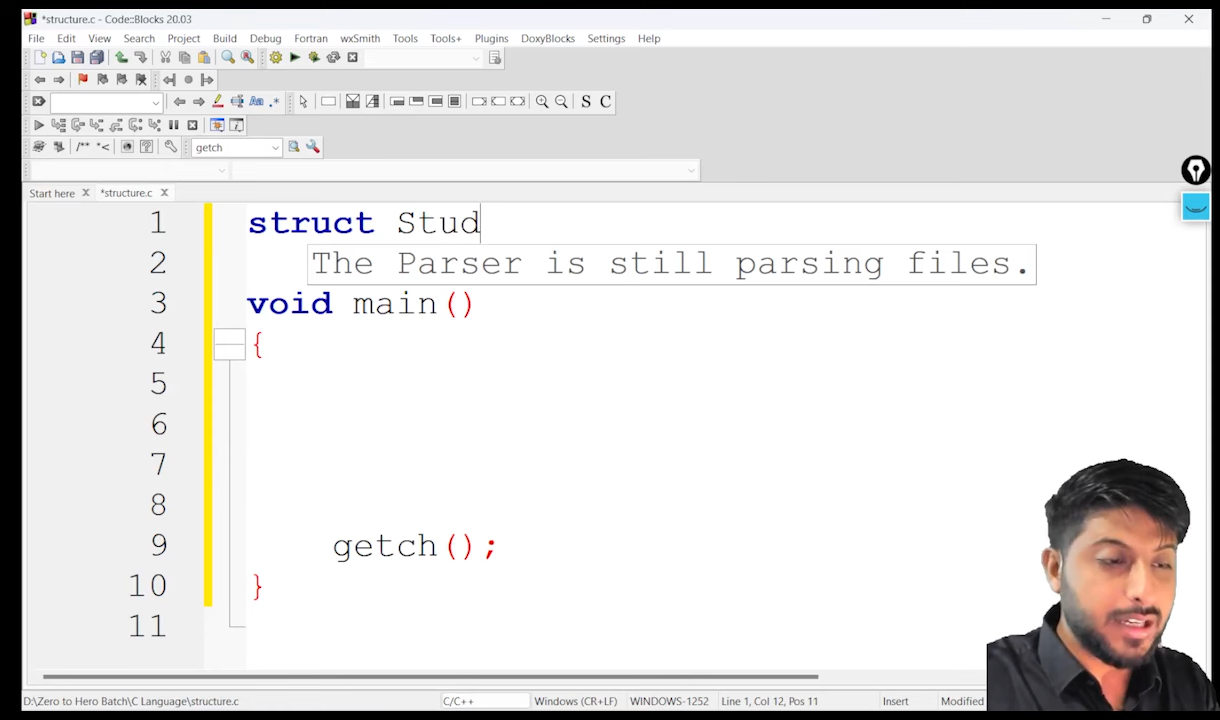 *structure.c - Code::Blocks 20.03
File Edit View Search Project Build Debug Fortran wxSmith Tools Tools+ Plugins DoxyBlocks Settings Help
S C
/** *<
getch
Start here *structure.c
1 struct Stud
2 The Parser is still parsing files.
3 void main()
4 {
5
6
7
8
9 getch();
10 }
11
D:\Zero to Hero Batch\C Language\structure.c C/C++ Windows (CR+LF) WINDOWS-1252 Line 1, Col 12, Pos 11 Insert Modified